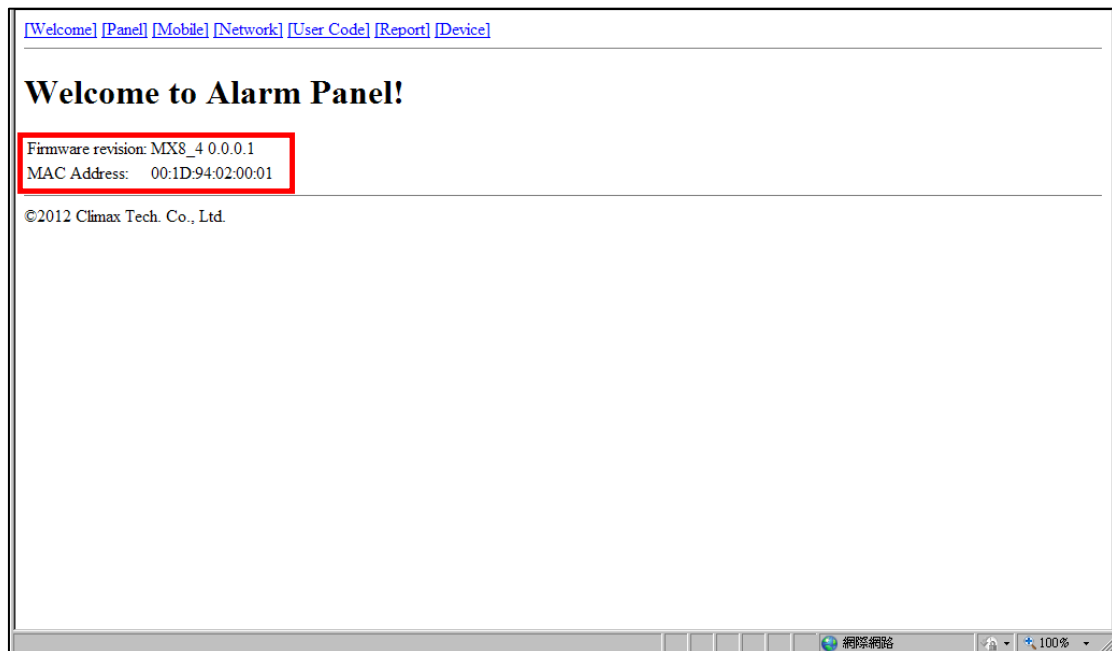 [Welcome] [Panel] [Mobile] [Network] [User Code] [Report] [Device]
Welcome to Alarm Panel!
Firmware revision: MX8_4 0.0.0.1
MAC Address: 00:1D:94:02:00:01
©2012 Climax Tech. Co., Ltd.
網際網路 100%